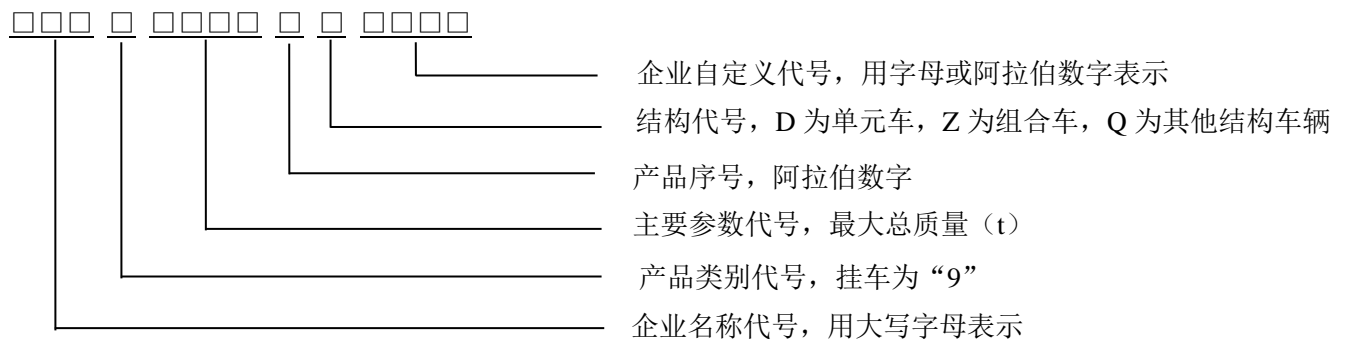 □□□ □ □□□□ □ □ □□□□
企业自定义代号，用字母或阿拉伯数字表示
结构代号，D 为单元车，Z 为组合车，Q 为其他结构车辆
产品序号，阿拉伯数字
主要参数代号，最大总质量（t）
产品类别代号，挂车为“9”
企业名称代号，用大写字母表示